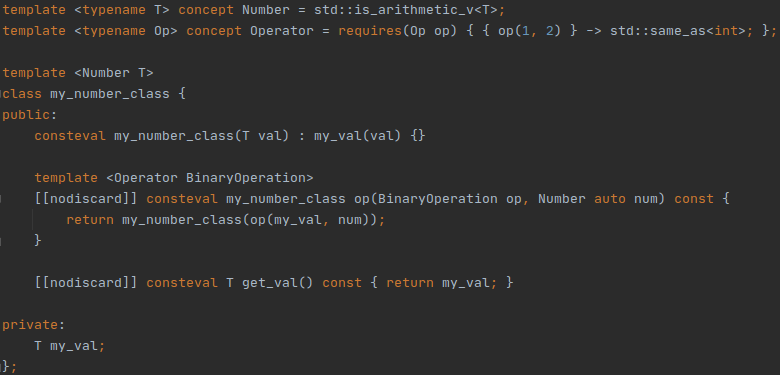 template <typename T> concept Number = std::is_arithmetic_v<T>;
template <typename Op> concept Operator = requires(Op op) { { op(1, 2) } -> std::same_as<int>; };
template <Number T>
class my_number_class {
public:
    consteval my_number_class(T val) : my_val(val) {}
    template <Operator BinaryOperation>
    [[nodiscard]] consteval my_number_class op(BinaryOperation op, Number auto num) const {
        return my_number_class(op(my_val, num));
    }
    [[nodiscard]] consteval T get_val() const { return my_val; }
private:
    T my_val;
};